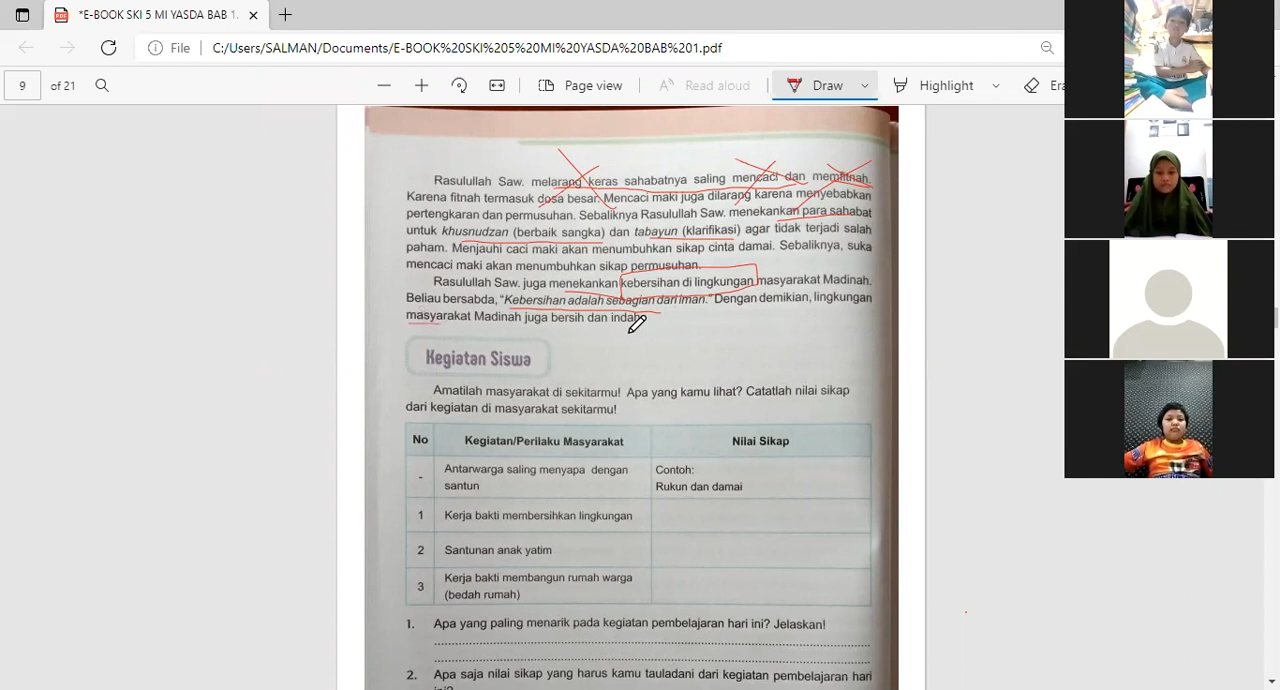 *E-BOOK SKI 5 MI YASDA BAB 1.
File
C:/Users/SALMAN/Documents/E-BOOK%20SKI%205%20MI%20YASDA%20BAB%201.pdf
9 of 21
Page view
Read aloud
Draw
Highlight
Era
Rasulullah Saw. melarang keras sahabatnya saling mencaci dan memfitnah.
Karena fitnah termasuk dosa besar. Mencaci maki juga dilarang karena menyebabkan
pertengkaran dan permusuhan. Sebaliknya Rasulullah Saw. menekankan para sahabat
untuk khusnudzan (berbaik sangka) dan tabayun (klarifikasi) agar tidak terjadi salah
paham. Menjauhi caci maki akan menumbuhkan sikap cinta damai. Sebaliknya, suka
mencaci maki akan menumbuhkan sikap permusuhan.
Rasulullah Saw. juga menekankan kebersihan di lingkungan masyarakat Madinah.
Beliau bersabda, "Kebersihan adalah sebagian dari iman." Dengan demikian, lingkungan
masyarakat Madinah juga bersih dan indah
Kegiatan Siswa
Amatilah masyarakat di sekitarmu! Apa yang kamu lihat? Catatlah nilai sikap
dari kegiatan di masyarakat sekitarmu!
No Kegiatan/Perilaku Masyarakat Nilai Sikap
- Antarwarga saling menyapa dengan
santun
Contoh:
Rukun dan damai
1 Kerja bakti membersihkan lingkungan
2 Santunan anak yatim
3 Kerja bakti membangun rumah warga
(bedah rumah)
1. Apa yang paling menarik pada kegiatan pembelajaran hari ini? Jelaskan!
2. Apa saja nilai sikap yang harus kamu tauladani dari kegiatan pembelajaran hari